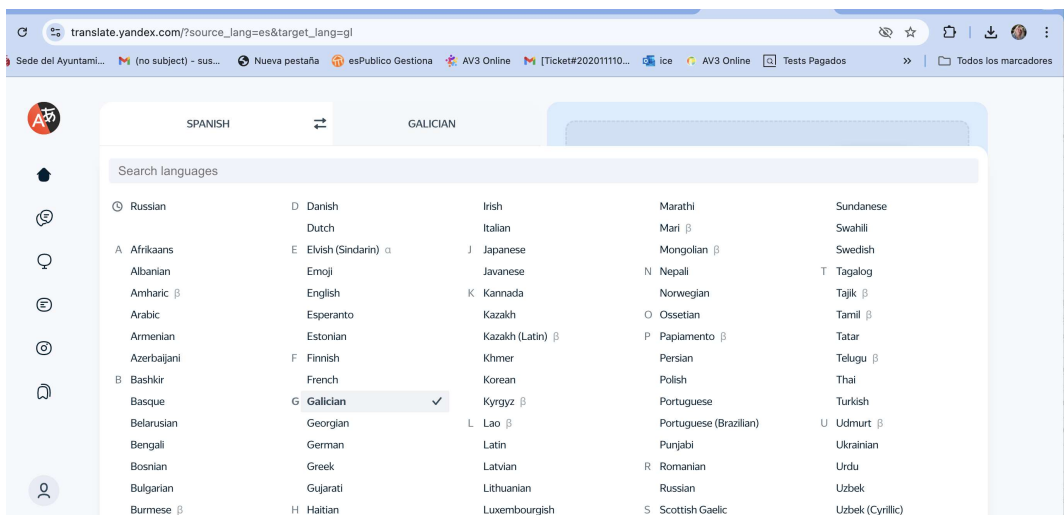 translate.yandex.com/?source_lang=es&target_lang=gl
Sede del Ayuntami... (no subject) - sus... Nueva pestaña esPublico Gestiona AV3 Online [Ticket#202011110... ice AV3 Online Tests Pagados » Todos los marcadores
Aあ
SPANISH GALICIAN
Search languages
Russian D Danish Irish Marathi Sundanese
Dutch Italian Mari β Swahili
A Afrikaans E Elvish (Sindarin) α J Japanese Mongolian β Swedish
Albanian Emoji Javanese N Nepali T Tagalog
Amharic β English K Kannada Norwegian Tajik β
Arabic Esperanto Kazakh O Ossetian Tamil β
Armenian Estonian Kazakh (Latin) β P Papiamento β Tatar
Azerbaijani F Finnish Khmer Persian Telugu β
B Bashkir French Korean Polish Thai
Basque G Galician Kyrgyz β Portuguese Turkish
Belarusian Georgian L Lao β Portuguese (Brazilian) U Udmurt β
Bengali German Latin Punjabi Ukrainian
Bosnian Greek Latvian R Romanian Urdu
Bulgarian Gujarati Lithuanian Russian Uzbek
Burmese β H Haitian Luxembourgish S Scottish Gaelic Uzbek (Cyrillic)